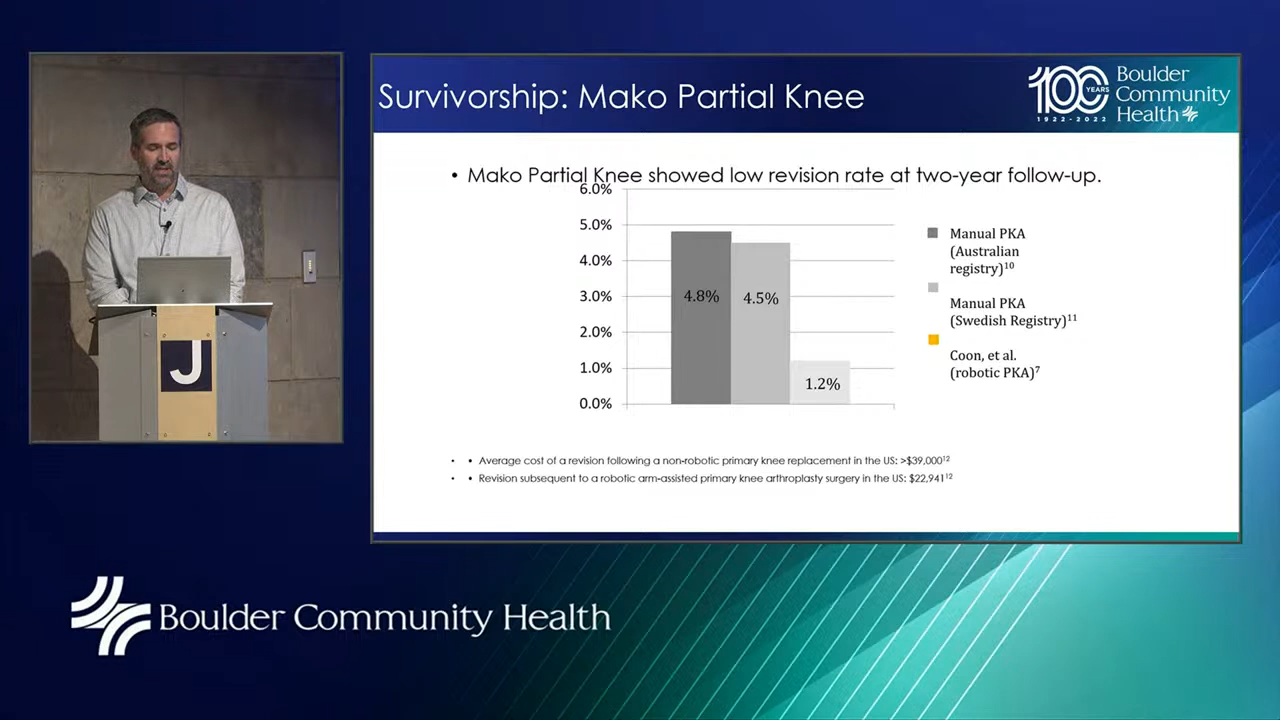 Survivorship: Mako Partial Knee
100
YEARS
1922-2022
Boulder
Community
Health
• Mako Partial Knee showed low revision rate at two-year follow-up.
6.0%
5.0%
4.0%
3.0%
2.0%
1.0%
0.0%
4.8%
4.5%
1.2%
Manual PKA
(Australian
registry)10
Manual PKA
(Swedish Registry)11
Coon, et al.
(robotic PKA)7
• • Average cost of a revision following a non-robotic primary knee replacement in the US: >$39,00012
• • Revision subsequent to a robotic arm-assisted primary knee arthroplasty surgery in the US: $22,94112
J
Boulder Community Health